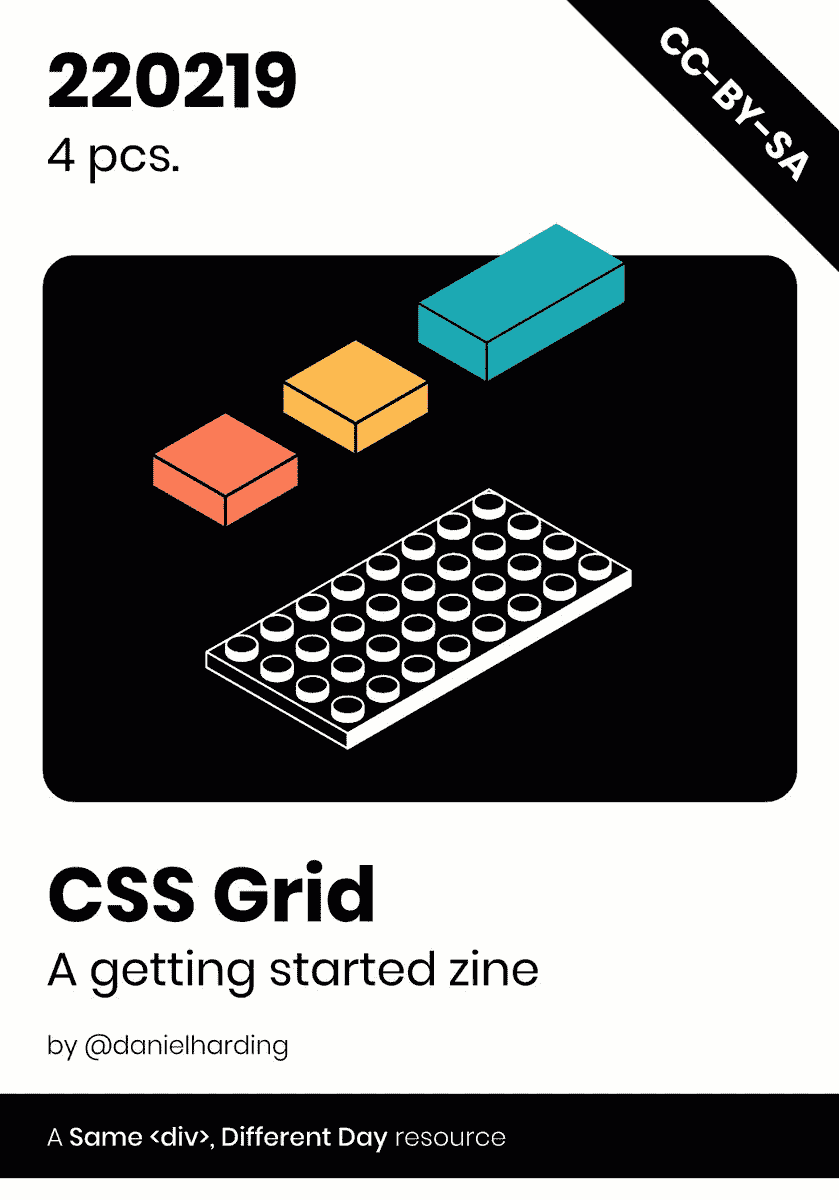 220219
4 pcs.
CC-BY-SA
CSS Grid
A getting started zine
by @danielharding
A Same <div>, Different Day resource